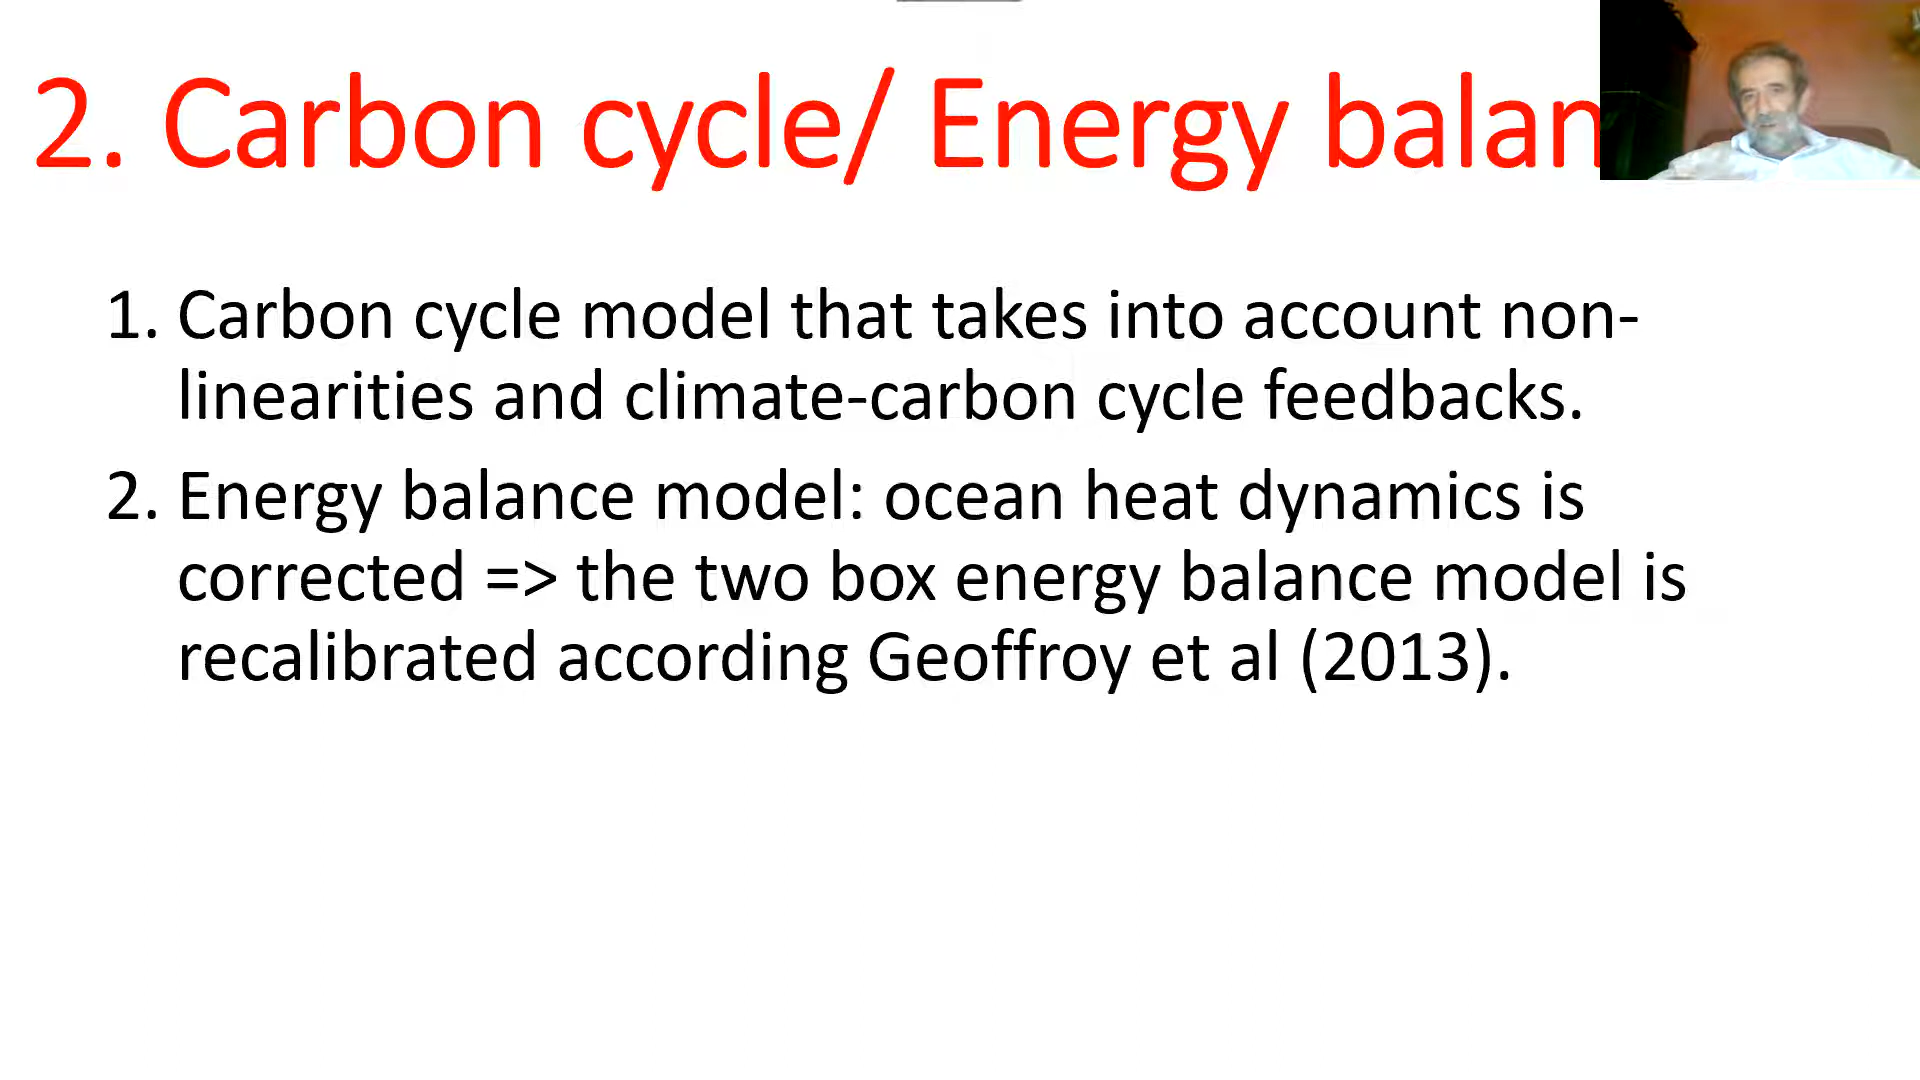 2. Carbon cycle/ Energy balan
1. Carbon cycle model that takes into account non-
linearities and climate-carbon cycle feedbacks.
2. Energy balance model: ocean heat dynamics is
corrected => the two box energy balance model is
recalibrated according Geoffroy et al (2013).